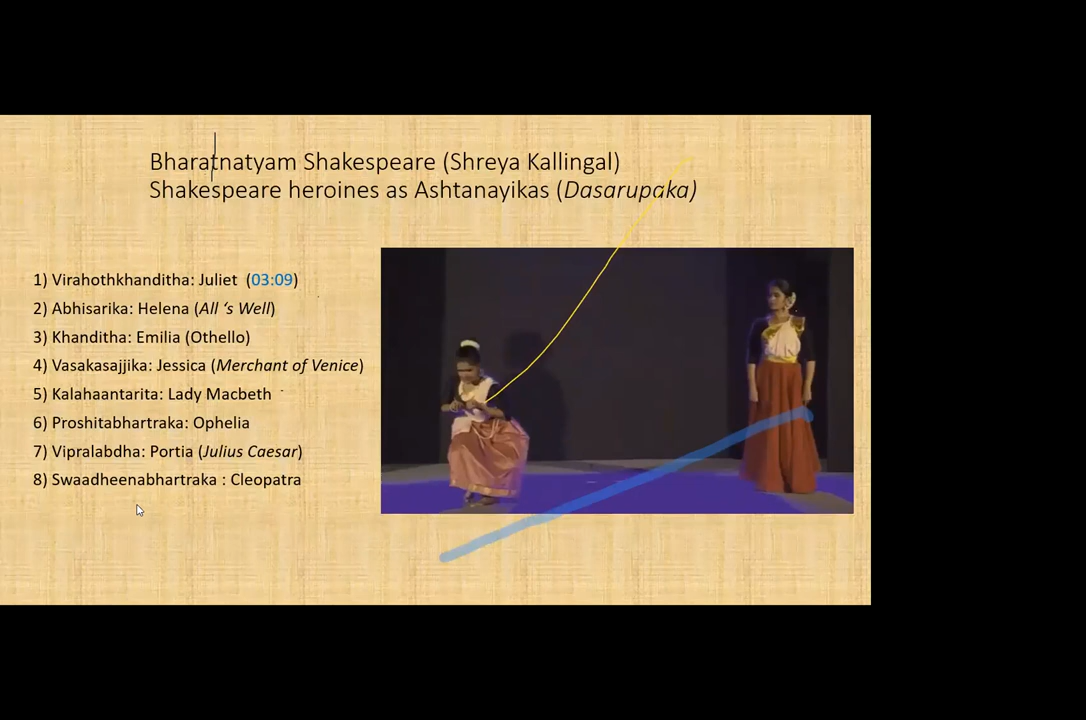 Bharatnatyam Shakespeare (Shreya Kallingal)
Shakespeare heroines as Ashtanayikas (Dasarupaka)
1) Virahothkhanditha: Juliet (03:09)
2) Abhisarika: Helena (All ‘s Well)
3) Khanditha: Emilia (Othello)
4) Vasakasajjika: Jessica (Merchant of Venice)
5) Kalahaantarita: Lady Macbeth
6) Proshitabhartraka: Ophelia
7) Vipralabdha: Portia (Julius Caesar)
8) Swaadheenabhartraka : Cleopatra